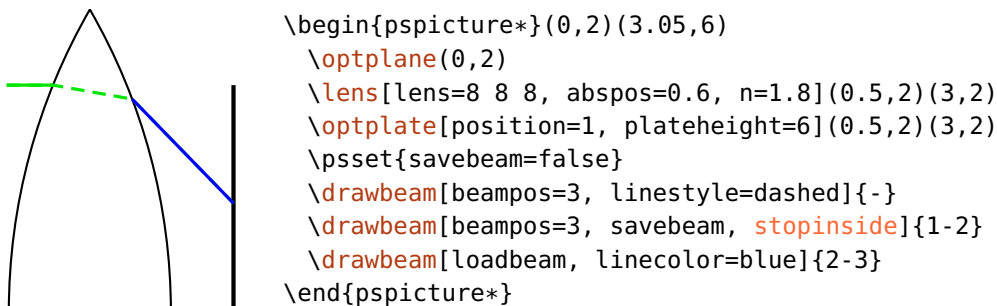 \begin{pspicture*}(0,2)(3.05,6)
\optplane(0,2)
\lens[lens=8 8 8, abspos=0.6, n=1.8](0.5,2)(3,2)
\optplate[position=1, plateheight=6](0.5,2)(3,2)
\psset{savebeam=false}
\drawbeam[beampos=3, linestyle=dashed]{-}
\drawbeam[beampos=3, savebeam, stopinside]{1-2}
\drawbeam[loadbeam, linecolor=blue]{2-3}
\end{pspicture*}